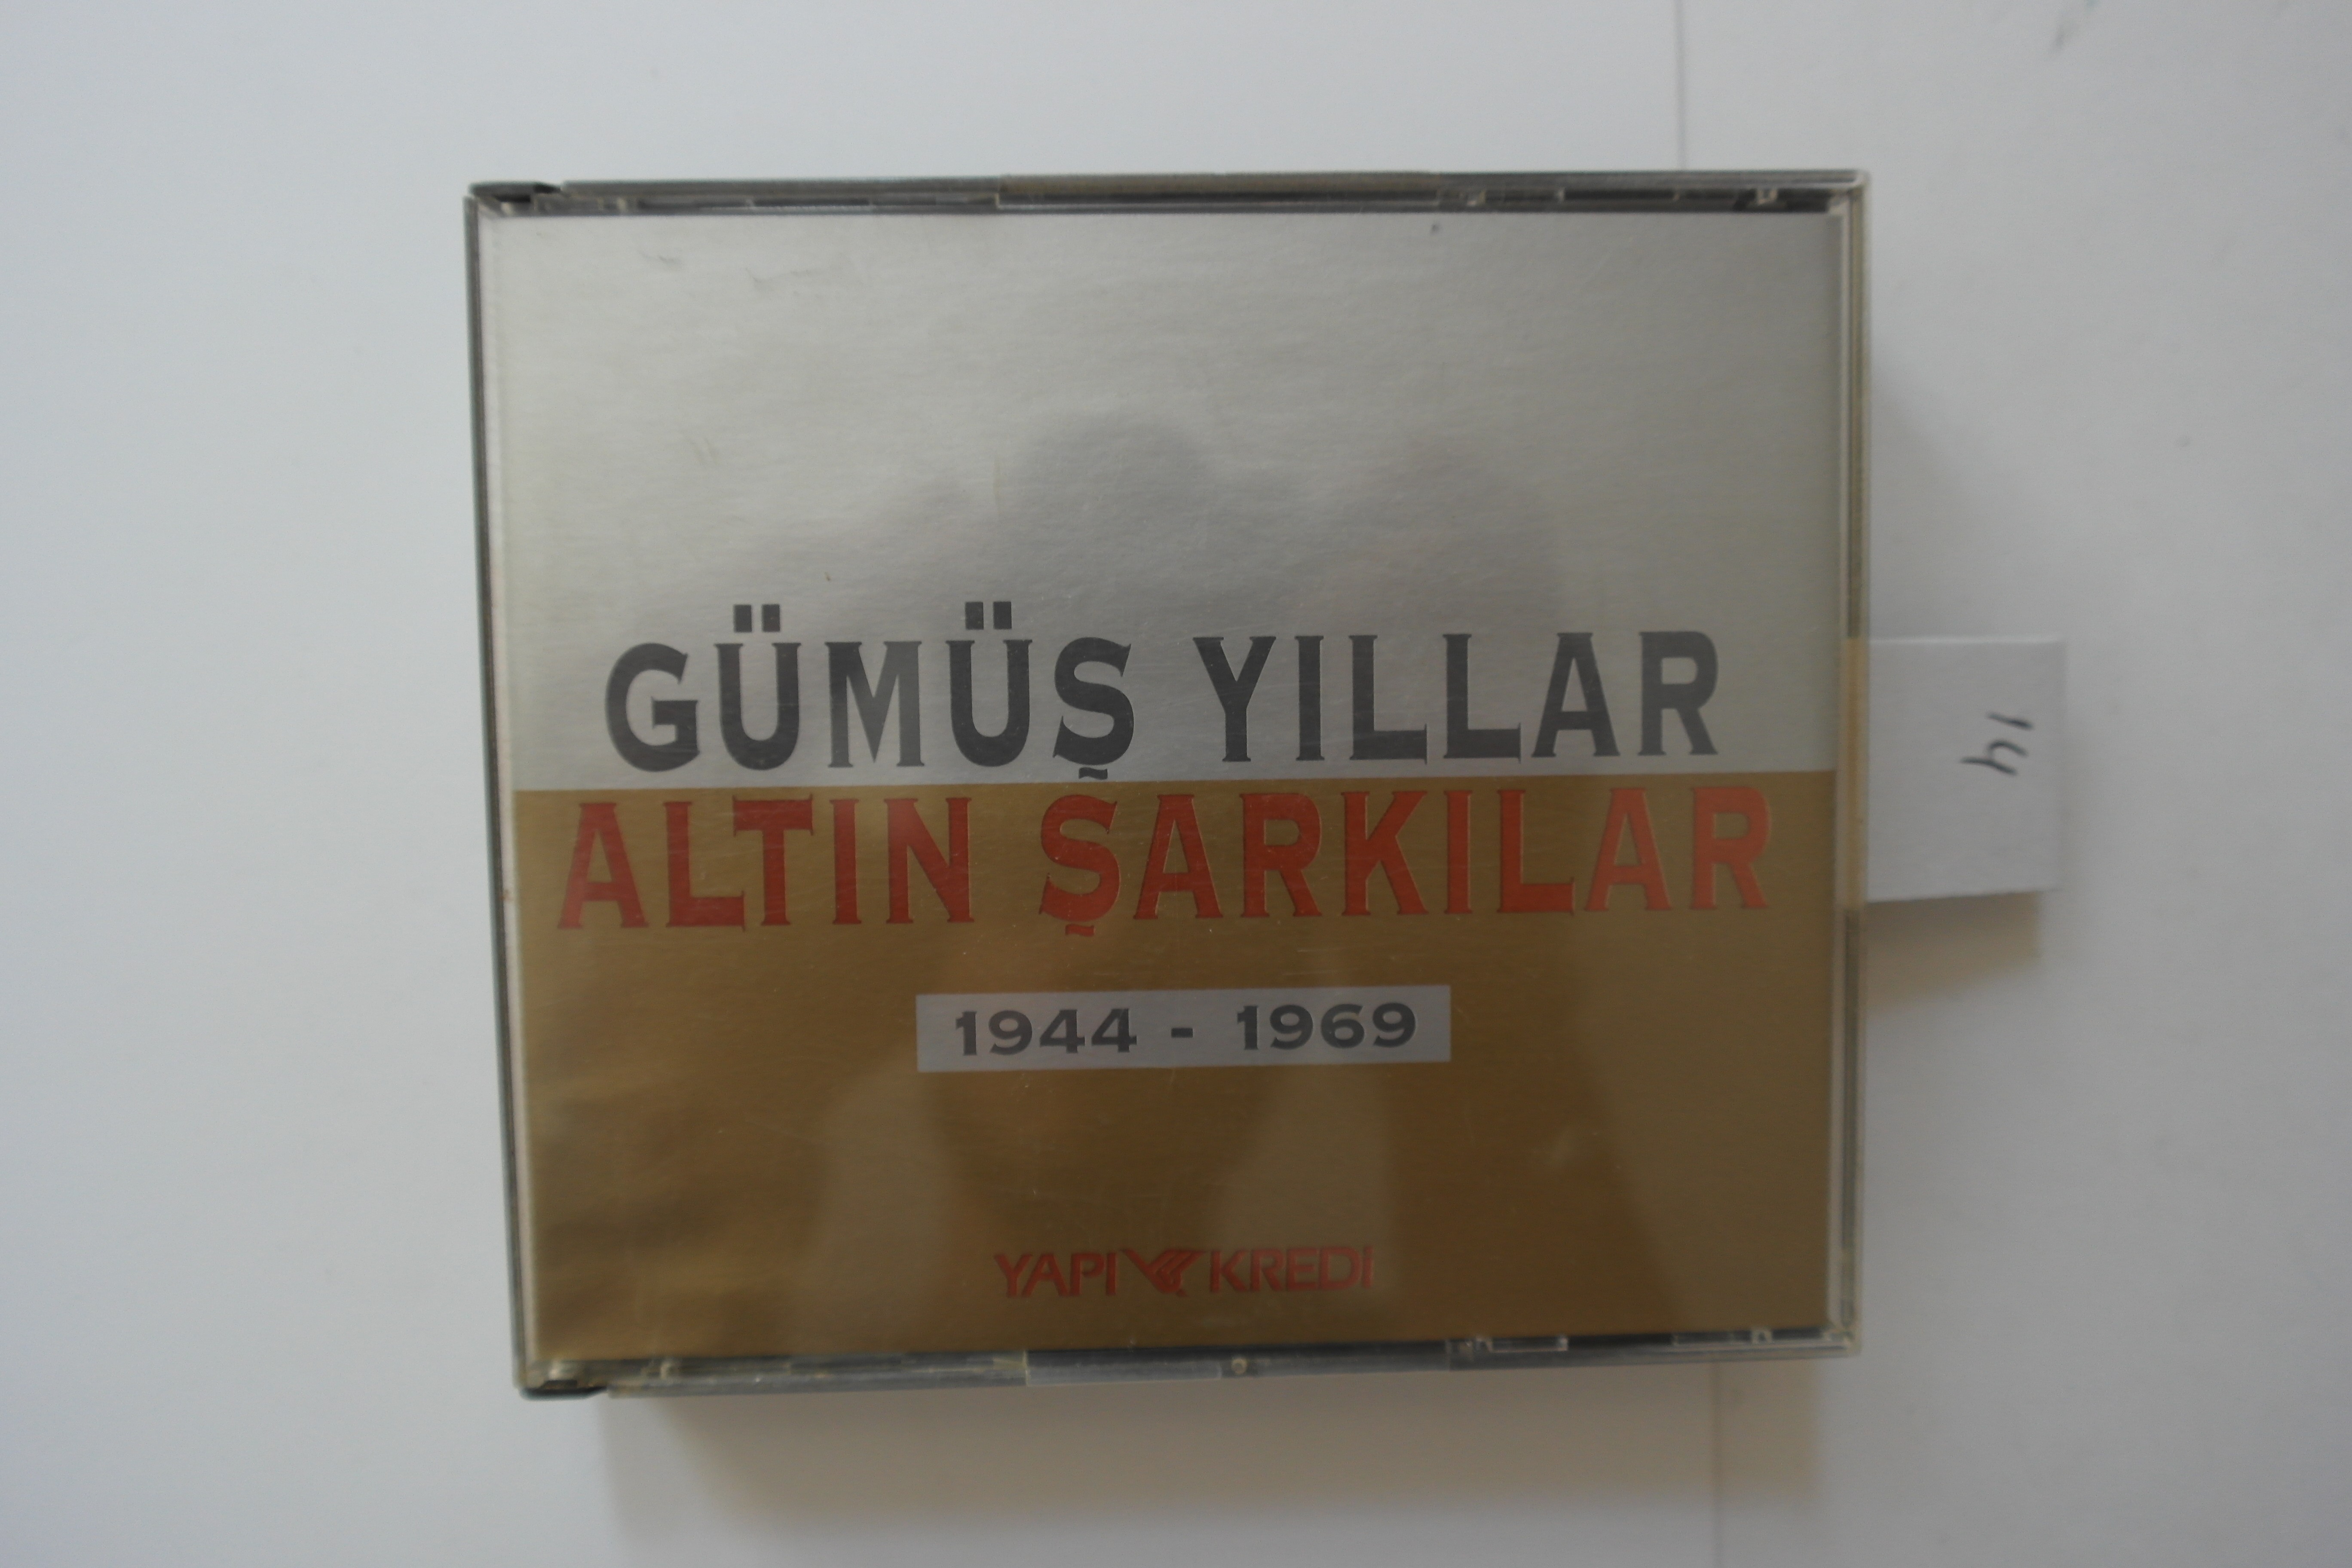 GÜMÜŞ YILLAR
ALTIN ŞARKILAR
1944 - 1969
YAPI KREDİ
14